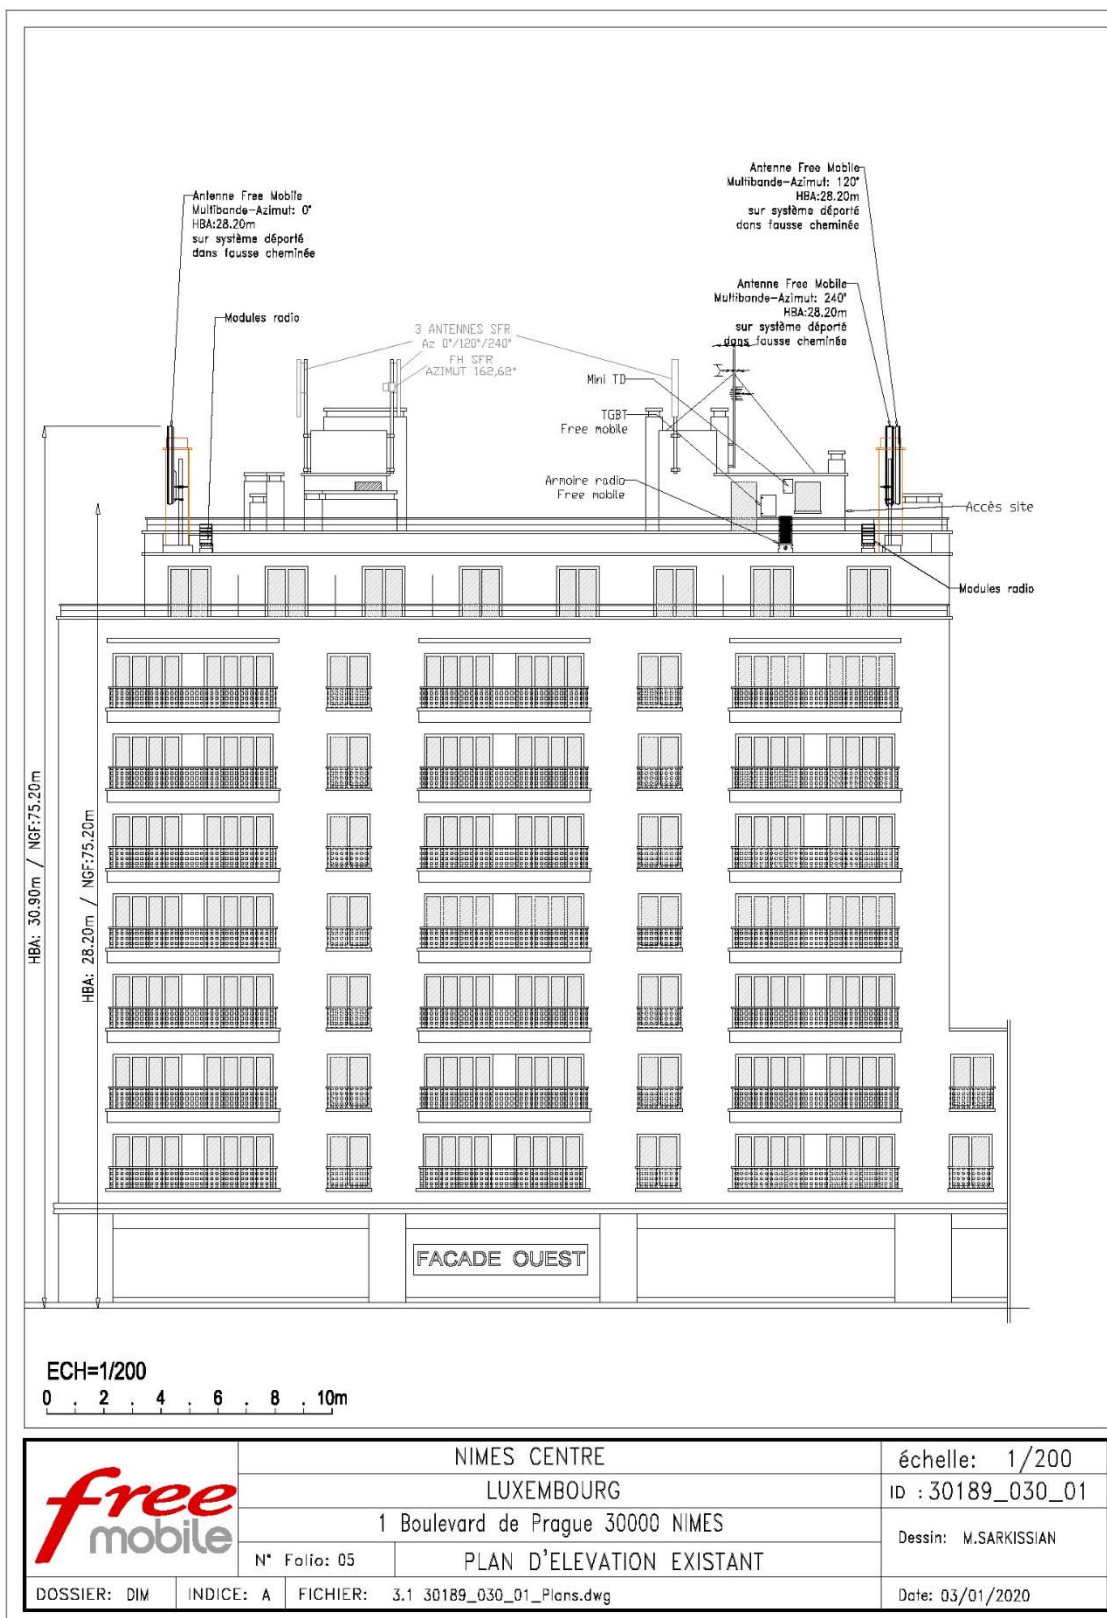 Antenne Free Mobile
Multibande-Azimut: 0°
HBA:28.20m
sur système déporté
dans fausse cheminée
Modules radio
3 ANTENNES SFR
Az 0°/120°/240°
FH SFR
AZIMUT 162,62°
Antenne Free Mobile
Multibande-Azimut: 120°
HBA:28.20m
sur système déporté
dans fausse cheminée
Antenne Free Mobile
Multibande-Azimut: 240°
HBA:28.20m
sur système déporté
dans fausse cheminée
Mini TD
TGBT
Free mobile
Armoire radio
Free mobile
Accès site
Modules radio
HBA: 30.90m / NGF:75.20m
HBA: 28.20m / NGF:75.20m
FACADE OUEST
ECH=1/200
0 . 2 . 4 . 6 . 8 . 10m
free
mobile
NIMES CENTRE
LUXEMBOURG
1 Boulevard de Prague 30000 NIMES
N° Folio: 05
PLAN D'ELEVATION EXISTANT
échelle: 1/200
ID : 30189_030_01
Dessin: M.SARKISSIAN
DOSSIER: DIM
INDICE: A
FICHIER: 3.1 30189_030_01_Plans.dwg
Date: 03/01/2020